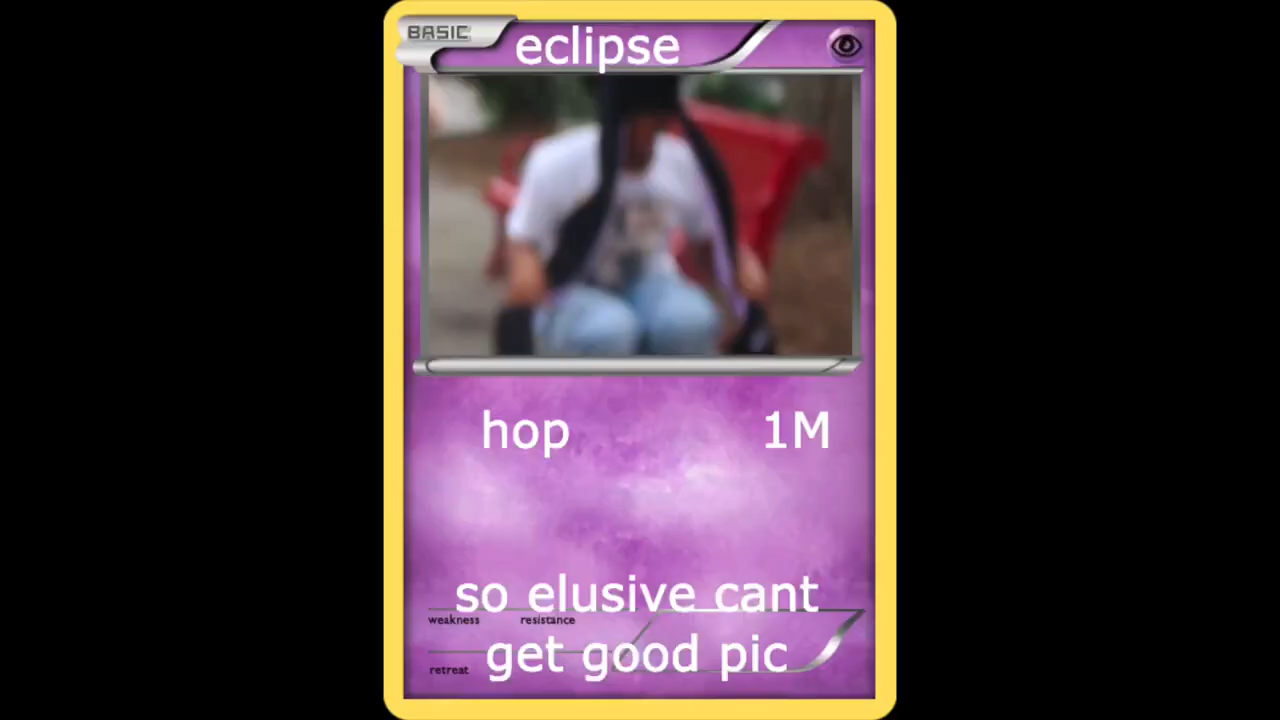 BASIC
eclipse
hop 1M
so elusive cant
weakness resistance
get good pic
retreat